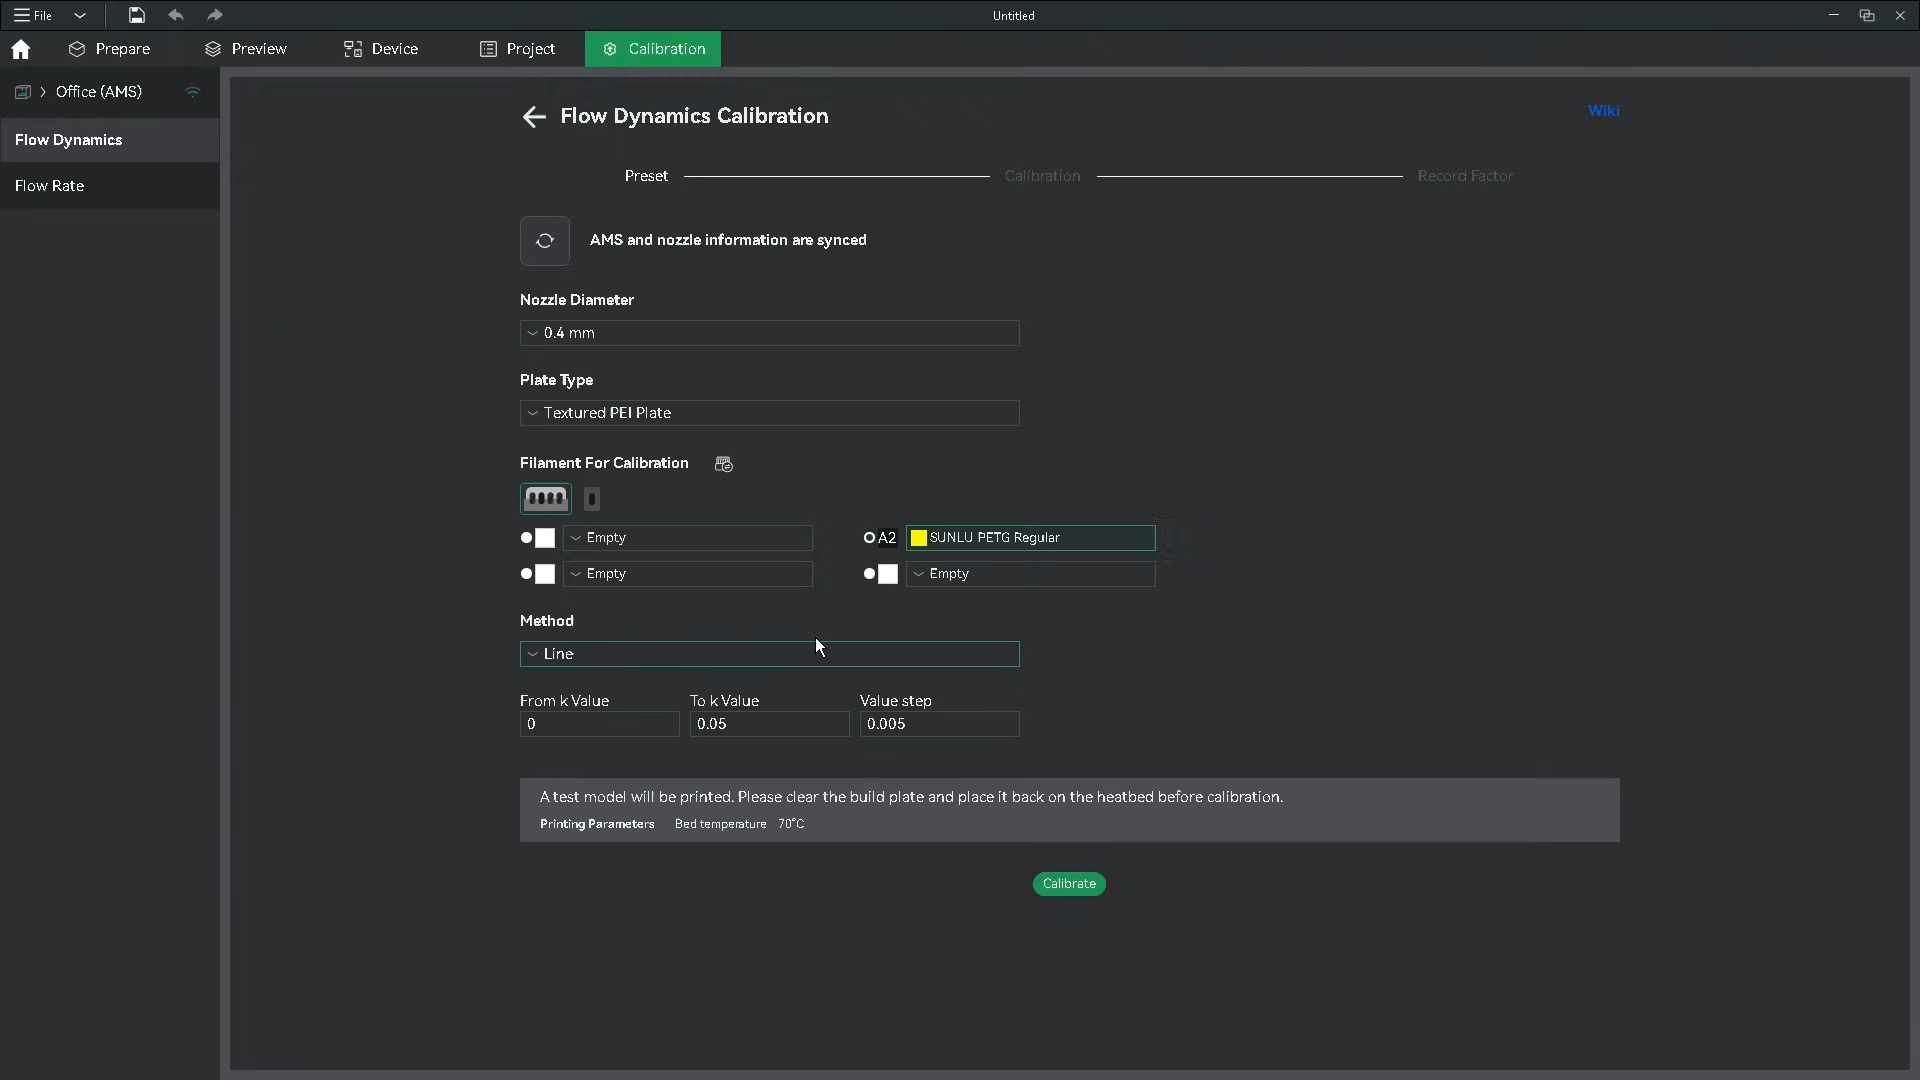 File
Untitled
Prepare
Preview
Device
Project
Calibration
Office (AMS)
Flow Dynamics
Flow Rate
Flow Dynamics Calibration
Wiki
Preset
Calibration
Record Factor
AMS and nozzle information are synced
Nozzle Diameter
0.4 mm
Plate Type
Textured PEI Plate
Filament For Calibration
Empty
A2 SUNLU PETG Regular
Empty
Empty
Method
Line
From k Value
To k Value
Value step
0
0.05
0.005
A test model will be printed. Please clear the build plate and place it back on the heatbed before calibration.
Printing Parameters Bed temperature 70°C
Calibrate